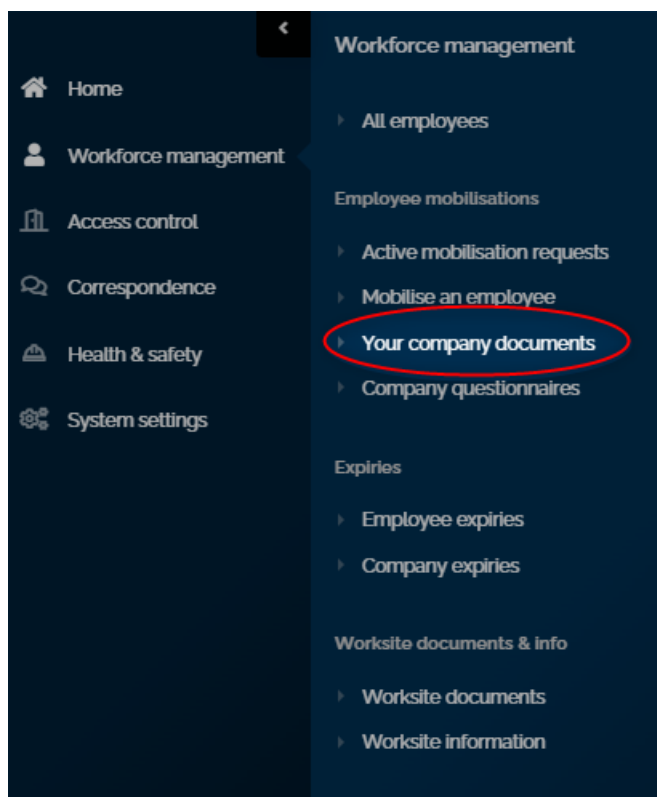 Home
Workforce management
Access control
Correspondence
Health & safety
System settings
Workforce management
All employees
Employee mobilisations
Active mobilisation requests
Mobilise an employee
Your company documents
Company questionnaires
Expiries
Employee expiries
Company expiries
Worksite documents & info
Worksite documents
Worksite information